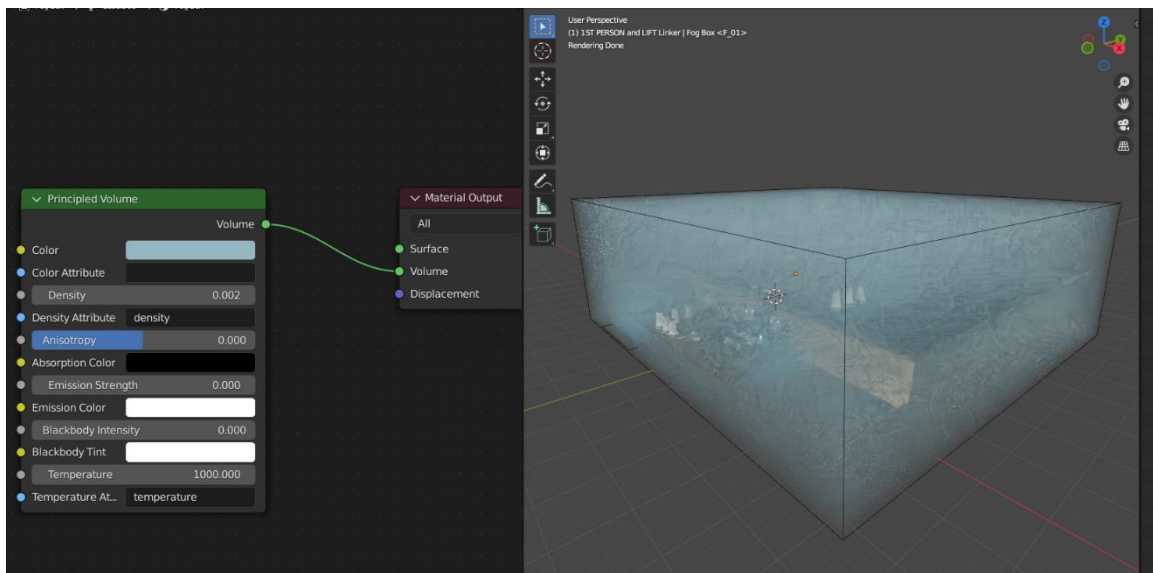 Principled Volume
Volume
Color
Color Attribute
Density 0.002
Density Attribute density
Anisotropy 0.000
Absorption Color
Emission Strength 0.000
Emission Color
Blackbody Intensity 0.000
Blackbody Tint
Temperature 1000.000
Temperature At... temperature
Material Output
All
Surface
Volume
Displacement
User Perspective
(1) 1ST PERSON and LIFT Linker | Fog Box <F_01>
Rendering Done
Z
X